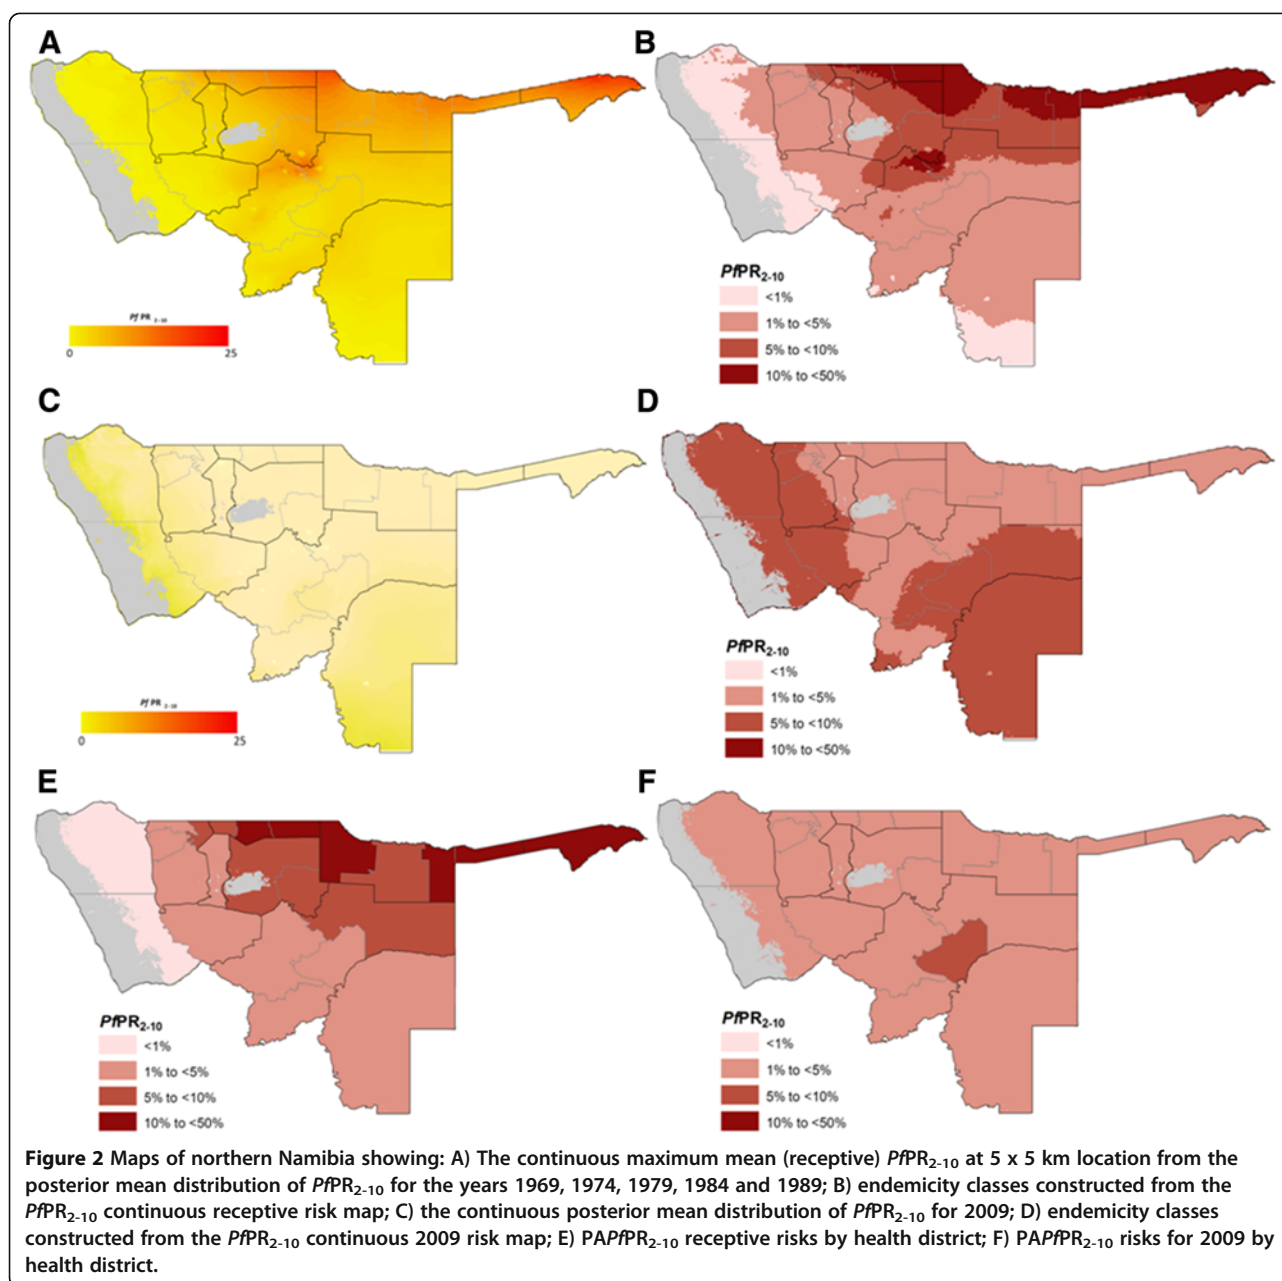 A
B
Pf PR 2-10
0 25
PfPR2-10
<1%
1% to <5%
5% to <10%
10% to <50%
C
D
Pf PR 2-10
0 25
PfPR2-10
<1%
1% to <5%
5% to <10%
10% to <50%
E
F
PfPR2-10
<1%
1% to <5%
5% to <10%
10% to <50%
PfPR2-10
<1%
1% to <5%
5% to <10%
10% to <50%
Figure 2 Maps of northern Namibia showing: A) The continuous maximum mean (receptive) PfPR2-10 at 5 x 5 km location from the
posterior mean distribution of PfPR2-10 for the years 1969, 1974, 1979, 1984 and 1989; B) endemicity classes constructed from the
PfPR2-10 continuous receptive risk map; C) the continuous posterior mean distribution of PfPR2-10 for 2009; D) endemicity classes
constructed from the PfPR2-10 continuous 2009 risk map; E) PAPfPR2-10 receptive risks by health district; F) PAPfPR2-10 risks for 2009 by
health district.